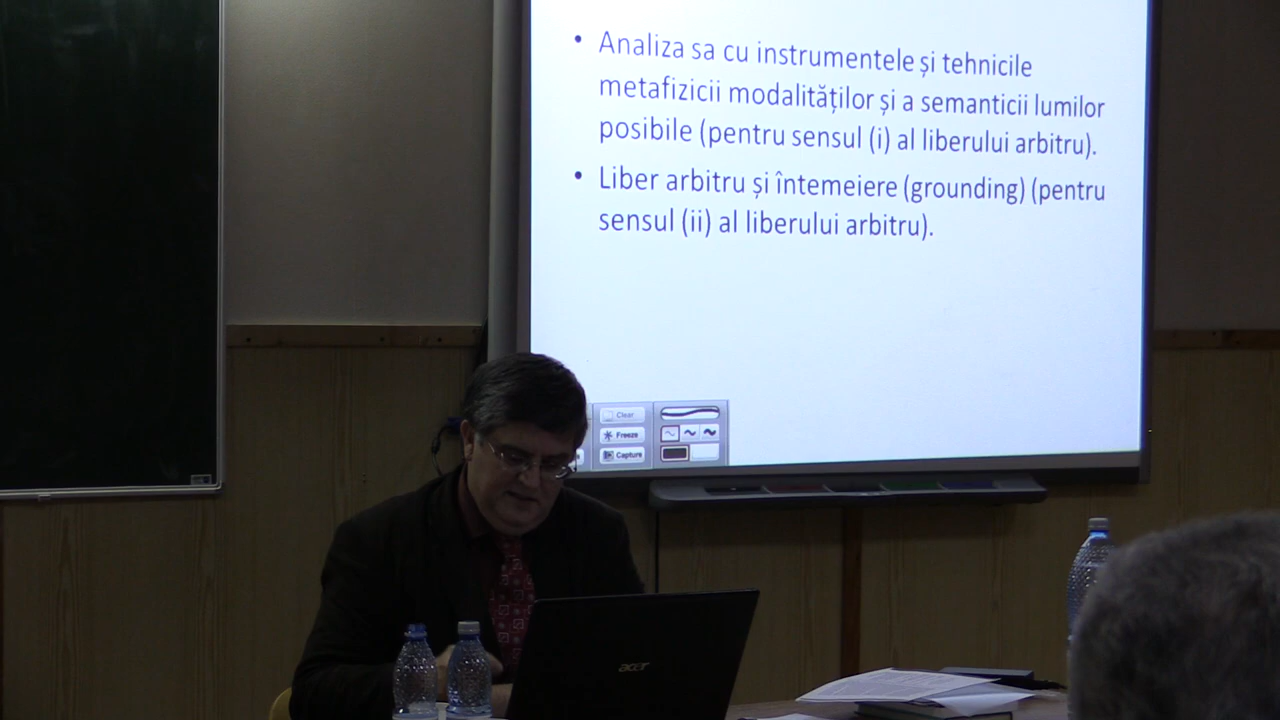 • Analiza sa cu instrumentele și tehnicile
metafizicii modalităților și a semanticii lumilor
posibile (pentru sensul (i) al liberului arbitru).
• Liber arbitru și întemeiere (grounding) (pentru
sensul (ii) al liberului arbitru).
Clear
Freeze
Capture
acer